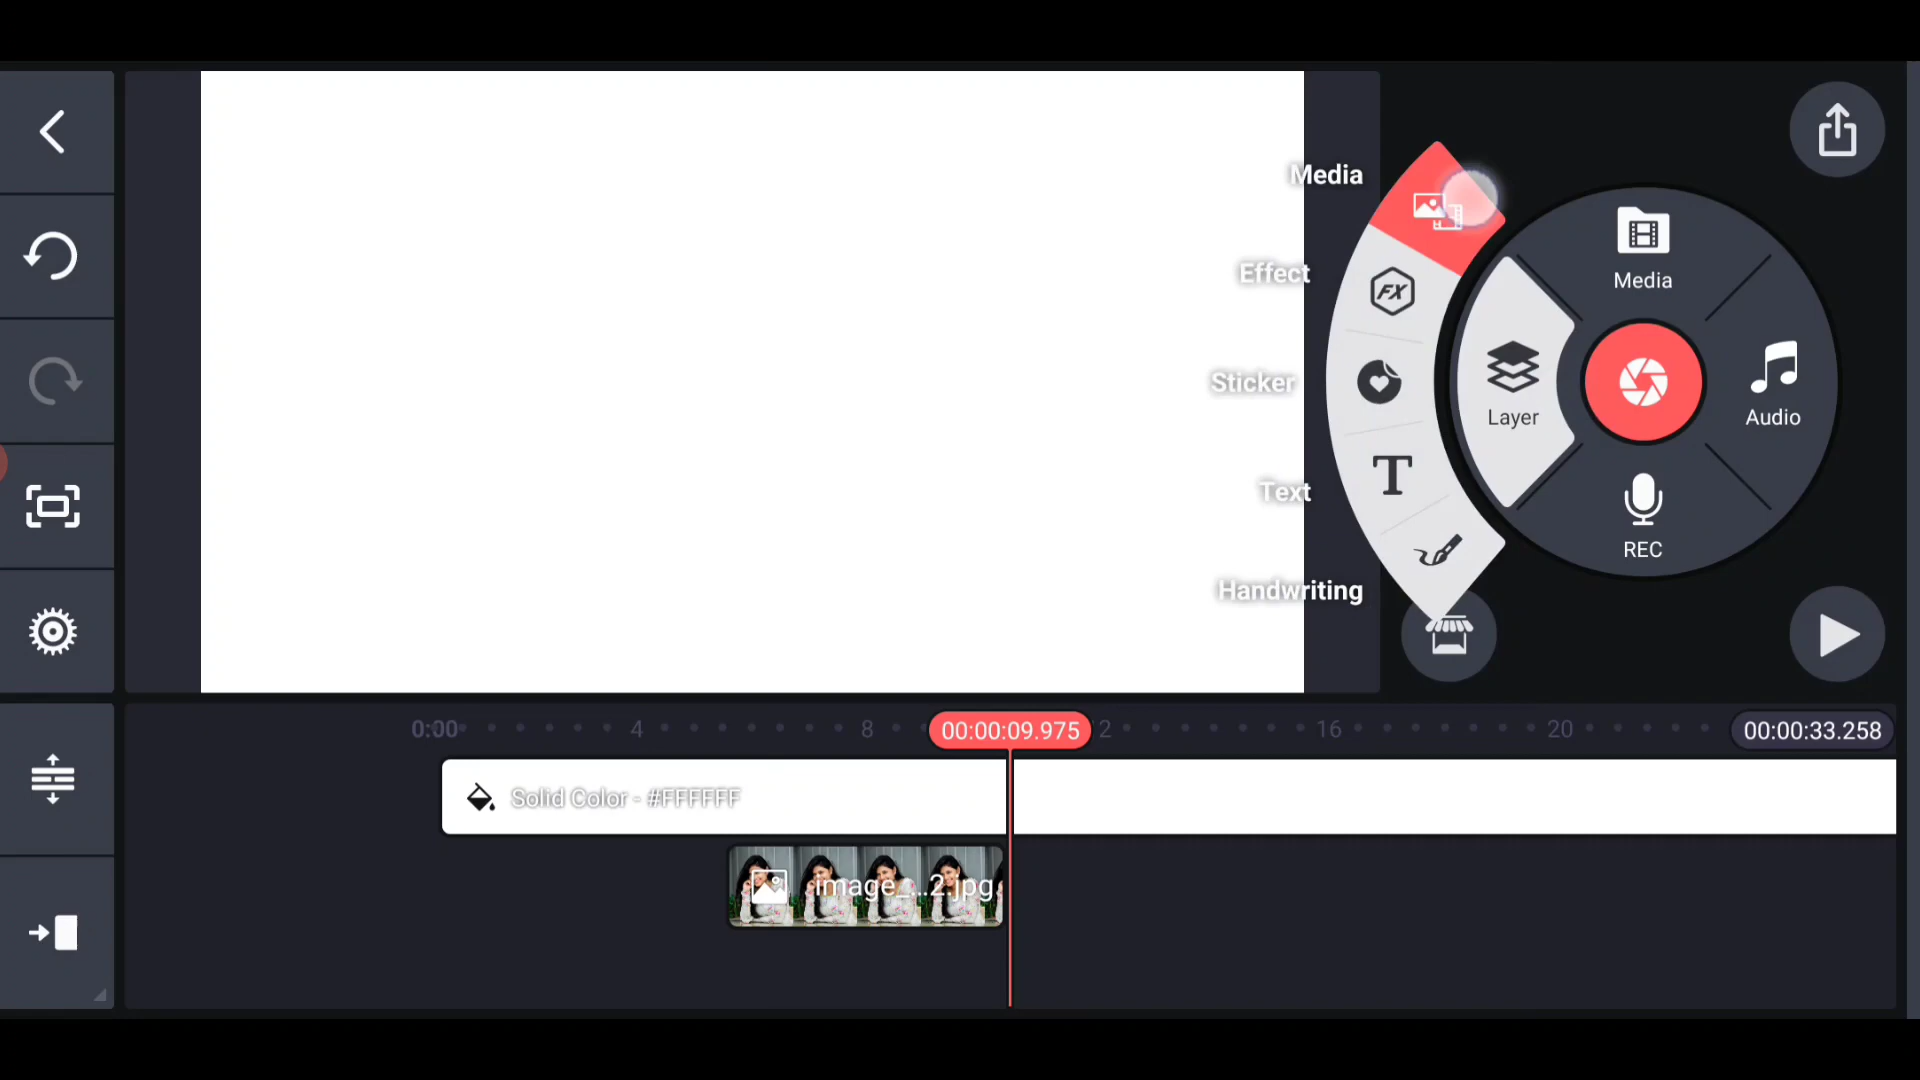 Media
Effect
Sticker
Text
Handwriting
FX
T
Media
Layer
Audio
REC
0:00 4 8 00:00:09.975 2 16 20 00:00:33.258
Solid Color - #FFFFFF
image_...2.jpg